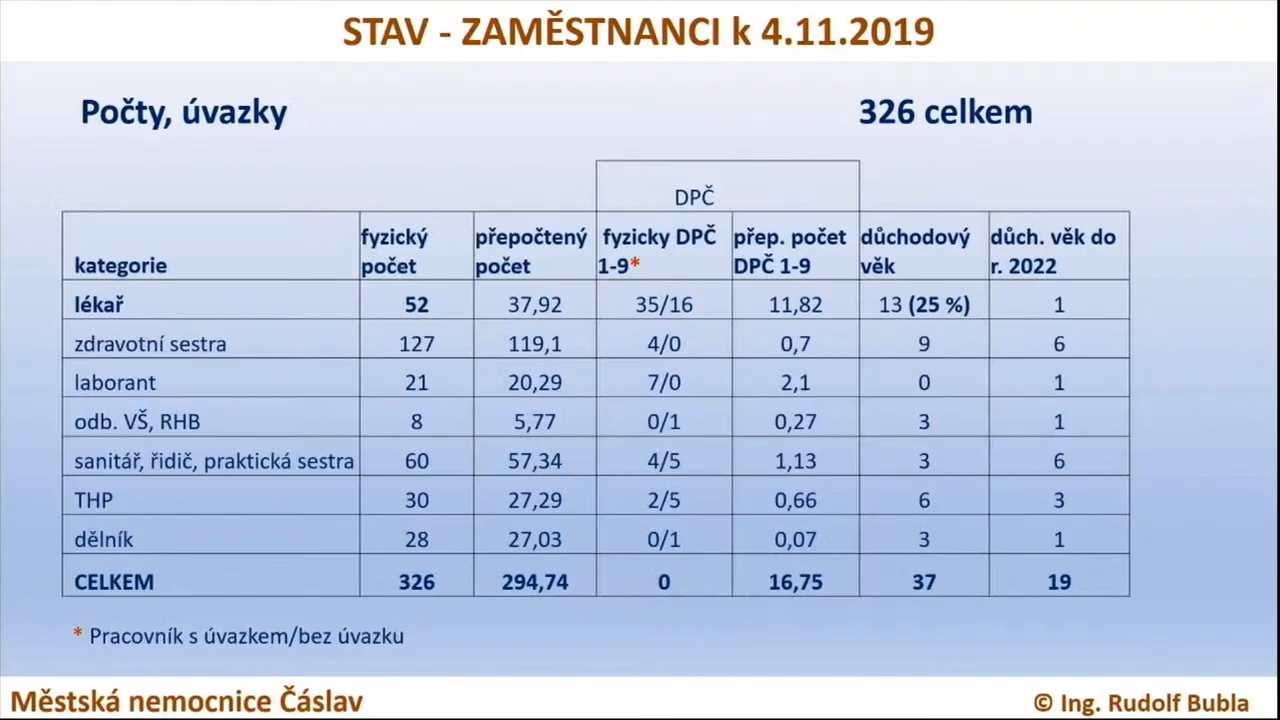 STAV - ZAMĚSTNANCI k 4.11.2019
Počty, úvazky 326 celkem
DPČ
kategorie fyzický počet přepočtený počet fyzicky DPČ 1-9* přep. počet DPČ 1-9 důchodový věk důch. věk do r. 2022
lékař 52 37,92 35/16 11,82 13 (25 %) 1
zdravotní sestra 127 119,1 4/0 0,7 9 6
laborant 21 20,29 7/0 2,1 0 1
odb. VŠ, RHB 8 5,77 0/1 0,27 3 1
sanitář, řidič, praktická sestra 60 57,34 4/5 1,13 3 6
THP 30 27,29 2/5 0,66 6 3
dělník 28 27,03 0/1 0,07 3 1
CELKEM 326 294,74 0 16,75 37 19
* Pracovník s úvazkem/bez úvazku
Městská nemocnice Čáslav © Ing. Rudolf Bubla